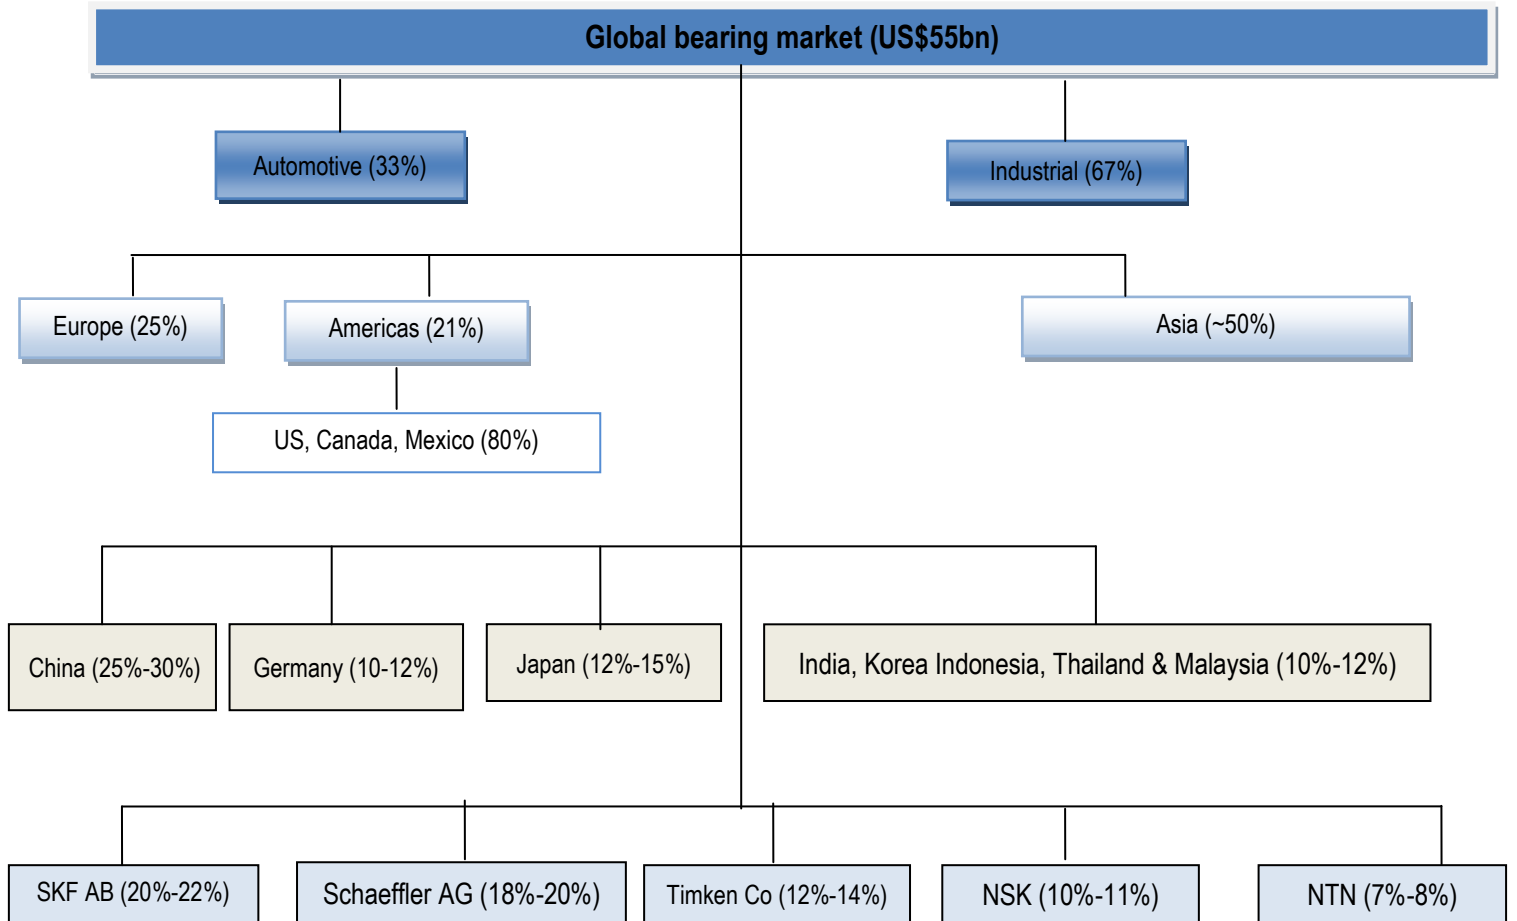 Global bearing market (US$55bn)
Automotive (33%)
Industrial (67%)
Europe (25%)
Americas (21%)
Asia (~50%)
US, Canada, Mexico (80%)
China (25%-30%)
Germany (10-12%)
Japan (12%-15%)
India, Korea Indonesia, Thailand & Malaysia (10%-12%)
SKF AB (20%-22%)
Schaeffler AG (18%-20%)
Timken Co (12%-14%)
NSK (10%-11%)
NTN (7%-8%)